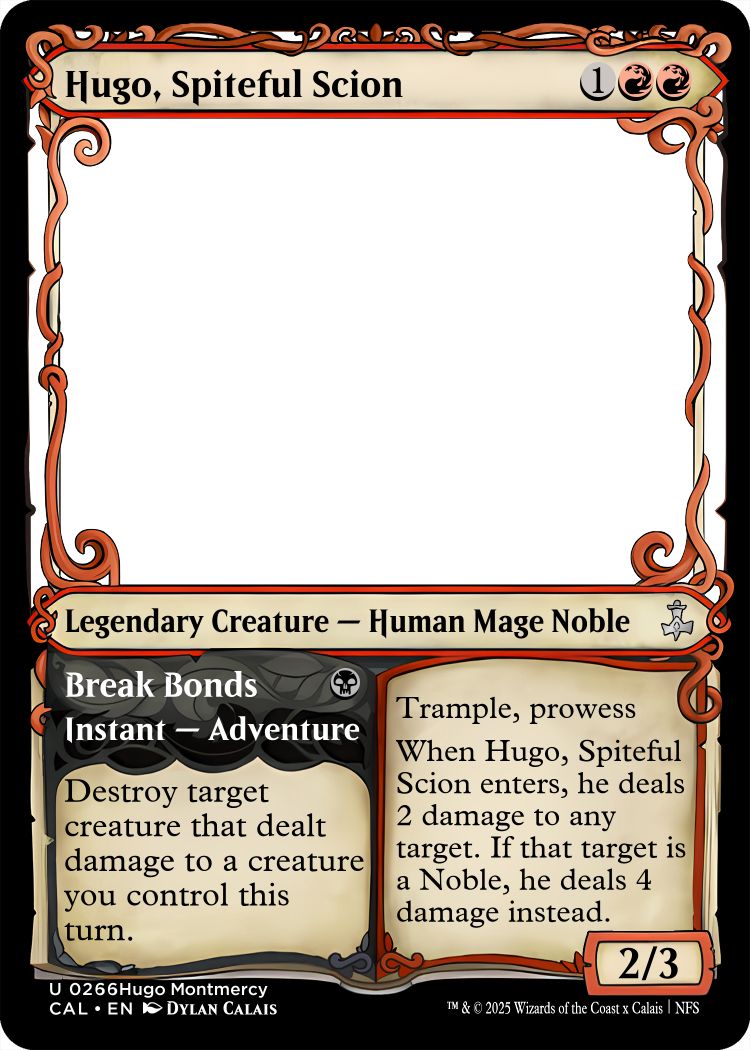 Hugo, Spiteful Scion 1
Legendary Creature — Human Mage Noble
Break Bonds
Instant — Adventure
Destroy target
creature that dealt
damage to a creature
you control this
turn.
Trample, prowess
When Hugo, Spiteful
Scion enters, he deals
2 damage to any
target. If that target is
a Noble, he deals 4
damage instead.
2/3
U 0266Hugo Montmercy
CAL • EN Dylan Calais
™ & © 2025 Wizards of the Coast x Calais | NFS